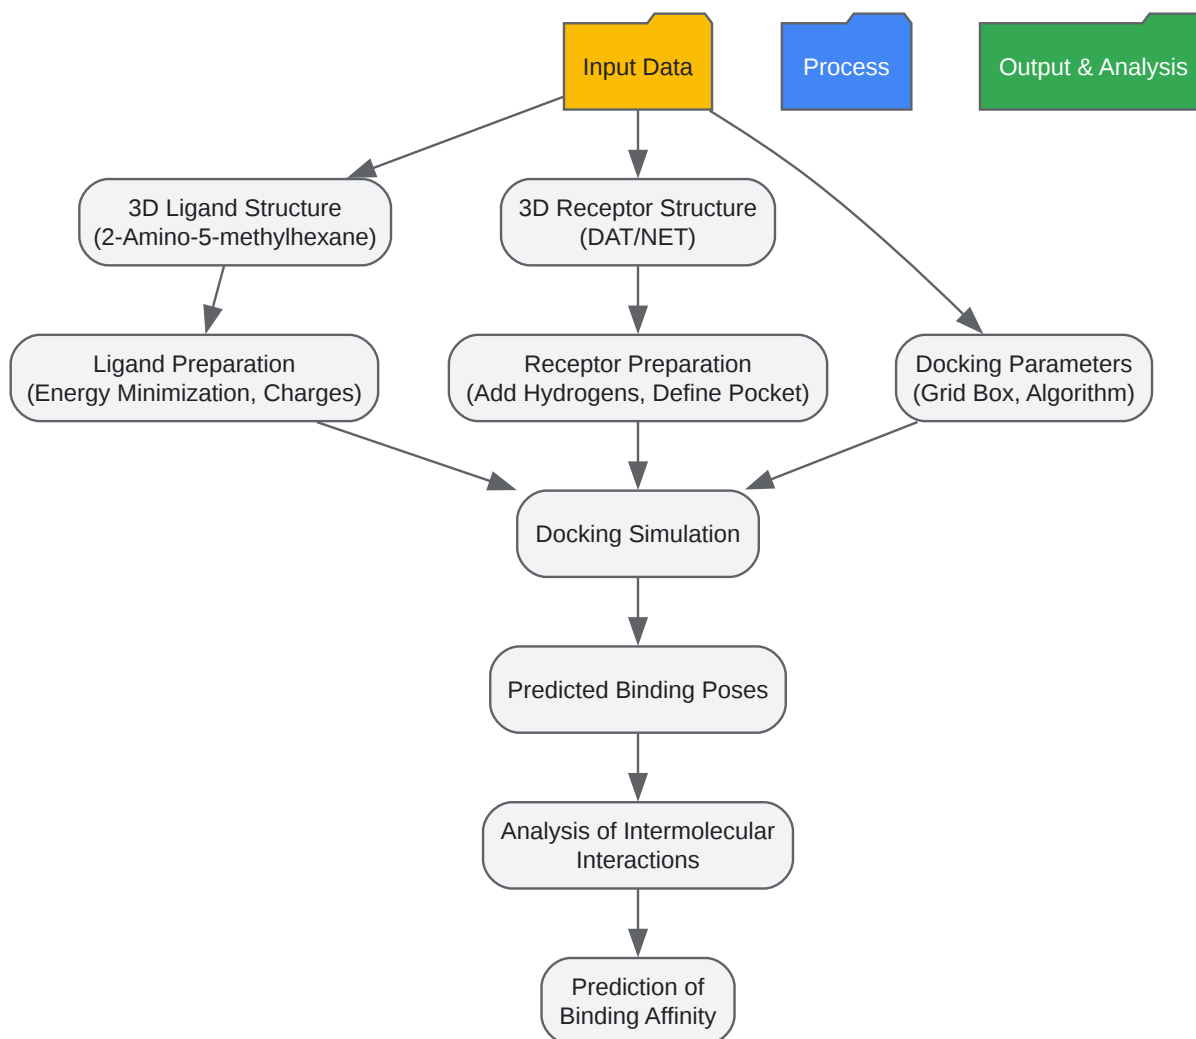 Input Data
Process
Output & Analysis
3D Ligand Structure
(2-Amino-5-methylhexane)
3D Receptor Structure
(DAT/NET)
Ligand Preparation
(Energy Minimization, Charges)
Receptor Preparation
(Add Hydrogens, Define Pocket)
Docking Parameters
(Grid Box, Algorithm)
Docking Simulation
Predicted Binding Poses
Analysis of Intermolecular
Interactions
Prediction of
Binding Affinity